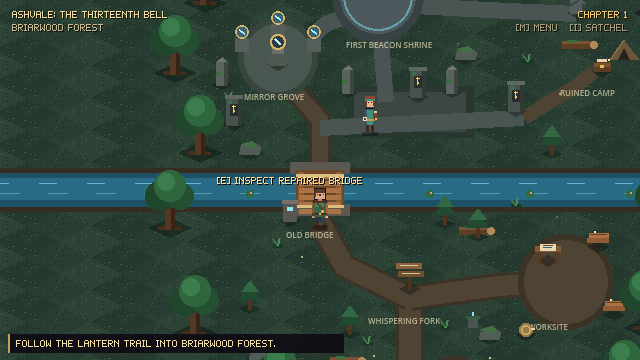 ASHVALE: THE THIRTEENTH BELL
BRIARWOOD FOREST
CHAPTER 1
[M] MENU [I] SATCHEL
FIRST BEACON SHRINE
MIRROR GROVE
RUINED CAMP
[E] INSPECT REPAIRED BRIDGE
OLD BRIDGE
WHISPERING FORK
WORKSITE
FOLLOW THE LANTERN TRAIL INTO BRIARWOOD FOREST.